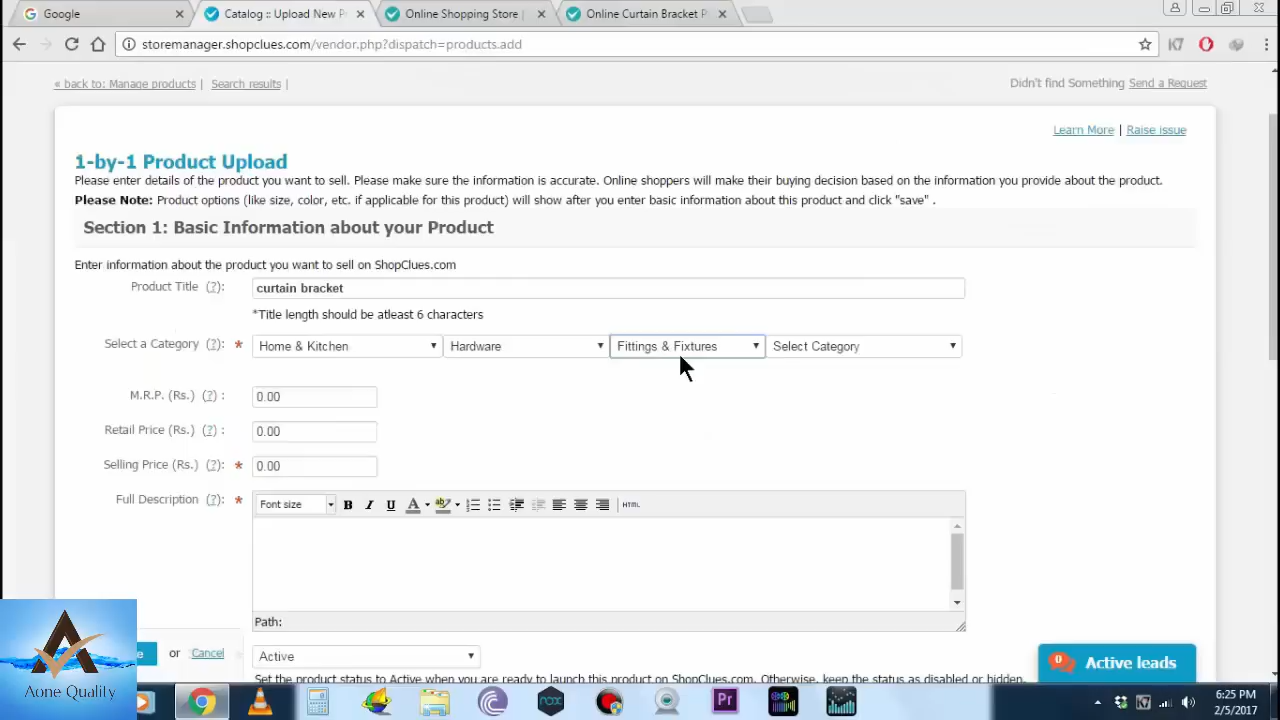 Google
Catalog :: Upload New P
Online Shopping Store |
Online Curtain Bracket P
storemanager.shopclues.com/vendor.php?dispatch=products.add
« back to: Manage products | Search results |
Didn't find Something Send a Request
Learn More | Raise issue
1-by-1 Product Upload
Please enter details of the product you want to sell. Please make sure the information is accurate. Online shoppers will make their buying decision based on the information you provide about the product.
Please Note: Product options (like size, color, etc. if applicable for this product) will show after you enter basic information about this product and click "save" .
Section 1: Basic Information about your Product
Enter information about the product you want to sell on ShopClues.com
Product Title (?): curtain bracket
*Title length should be atleast 6 characters
Select a Category (?): * Home & Kitchen Hardware Fittings & Fixtures Select Category
M.R.P. (Rs.) (?) : 0.00
Retail Price (Rs.) (?) : 0.00
Selling Price (Rs.) (?): * 0.00
Full Description (?): * Font size B I U A ab HTML
Path:
or Cancel
Active
Set the product status to Active when you are ready to launch this product on ShopClues.com. Otherwise, keep the status as disabled or hidden.
0 Active leads
Aone Quality
nox
Pr
6:25 PM
2/5/2017